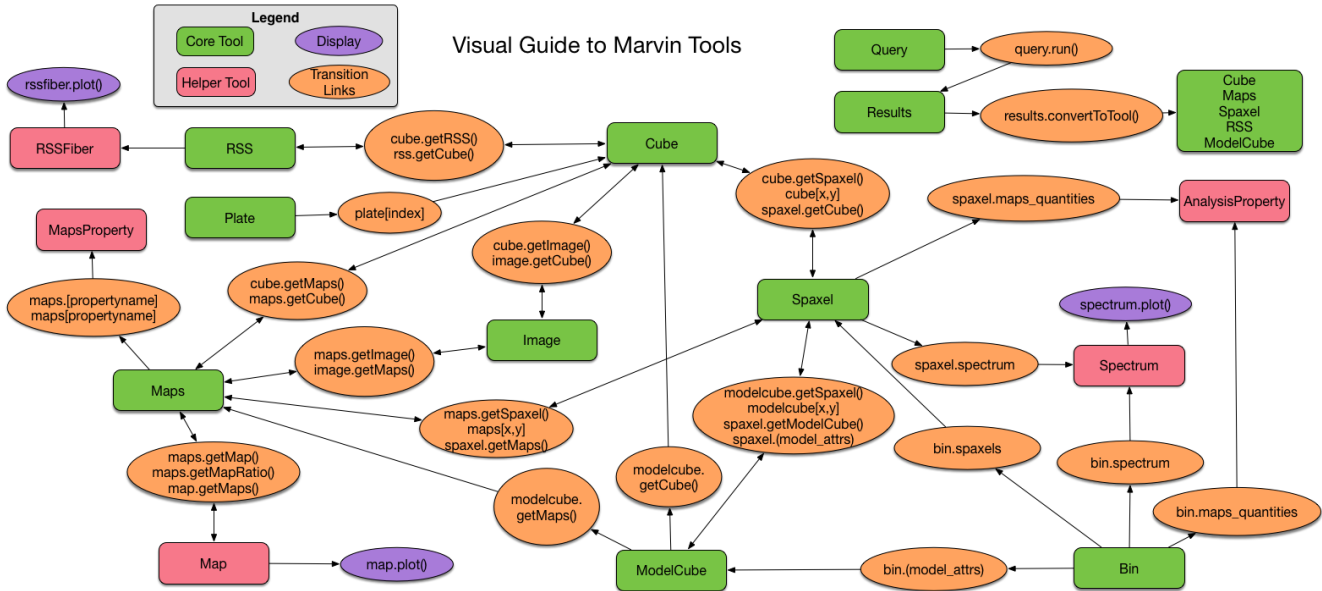 Legend
Core Tool
Display
Helper Tool
Transition
Links
Visual Guide to Marvin Tools
Query
query.run()
Results
results.convertToTool()
Cube
Maps
Spaxel
RSS
ModelCube
rssfiber.plot()
RSSFiber
RSS
cube.getRSS()
rss.getCube()
Cube
Plate
plate[index]
cube.getSpaxel()
cube[x,y]
spaxel.getCube()
spaxel.maps_quantities
AnalysisProperty
MapsProperty
cube.getImage()
image.getCube()
maps.[propertyname]
maps[propertyname]
cube.getMaps()
maps.getCube()
Spaxel
spectrum.plot()
Image
maps.getImage()
image.getMaps()
spaxel.spectrum
Spectrum
Maps
maps.getSpaxel()
maps[x,y]
spaxel.getMaps()
modelcube.getSpaxel()
modelcube[x,y]
spaxel.getModelCube()
spaxel.(model_attrs)
bin.spaxels
bin.spectrum
maps.getMap()
maps.getMapRatio()
map.getMaps()
modelcube.
getMaps()
modelcube.
getCube()
bin.maps_quantities
Map
map.plot()
ModelCube
bin.(model_attrs)
Bin